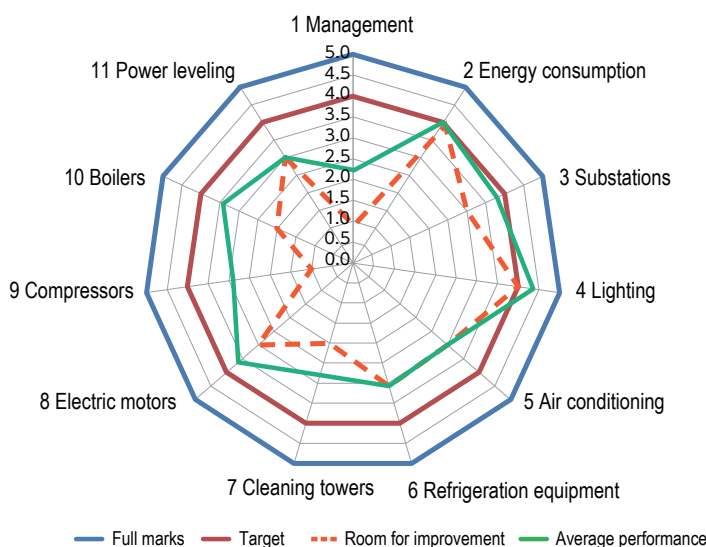 1 Management
11 Power leveling
2 Energy consumption
5.0
4.5
4.0
3.5
3.0
2.5
2.0
1.5
1.0
0.5
0.0
10 Boilers
3 Substations
9 Compressors
4 Lighting
8 Electric motors
5 Air conditioning
7 Cleaning towers
6 Refrigeration equipment
Full marks
Target
Room for improvement
Average performance